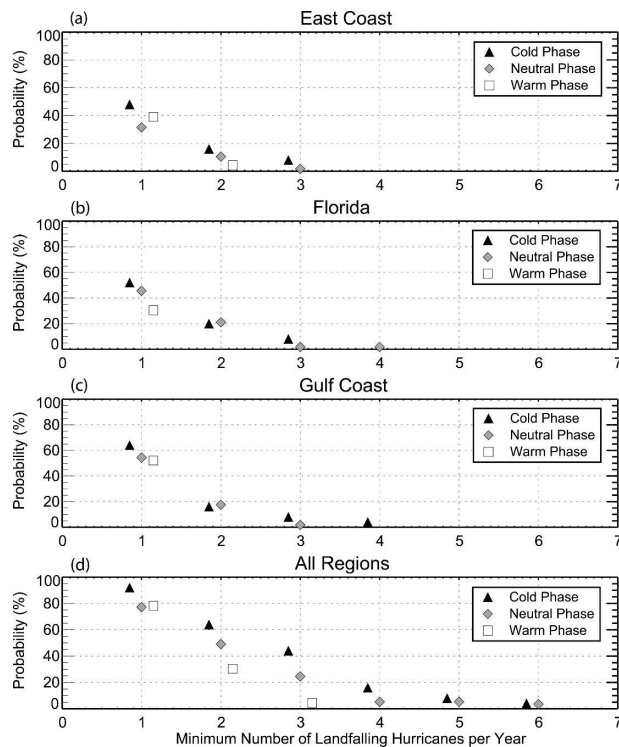 (a) East Coast
Probability (%)
100
80
60
40
20
0
Cold Phase
Neutral Phase
Warm Phase
0 1 2 3 4 5 6 7
(b) Florida
Probability (%)
100
80
60
40
20
0
Cold Phase
Neutral Phase
Warm Phase
0 1 2 3 4 5 6 7
(c) Gulf Coast
Probability (%)
100
80
60
40
20
0
Cold Phase
Neutral Phase
Warm Phase
0 1 2 3 4 5 6 7
(d) All Regions
Probability (%)
100
80
60
40
20
0
Cold Phase
Neutral Phase
Warm Phase
0 1 2 3 4 5 6 7
Minimum Number of Landfalling Hurricanes per Year